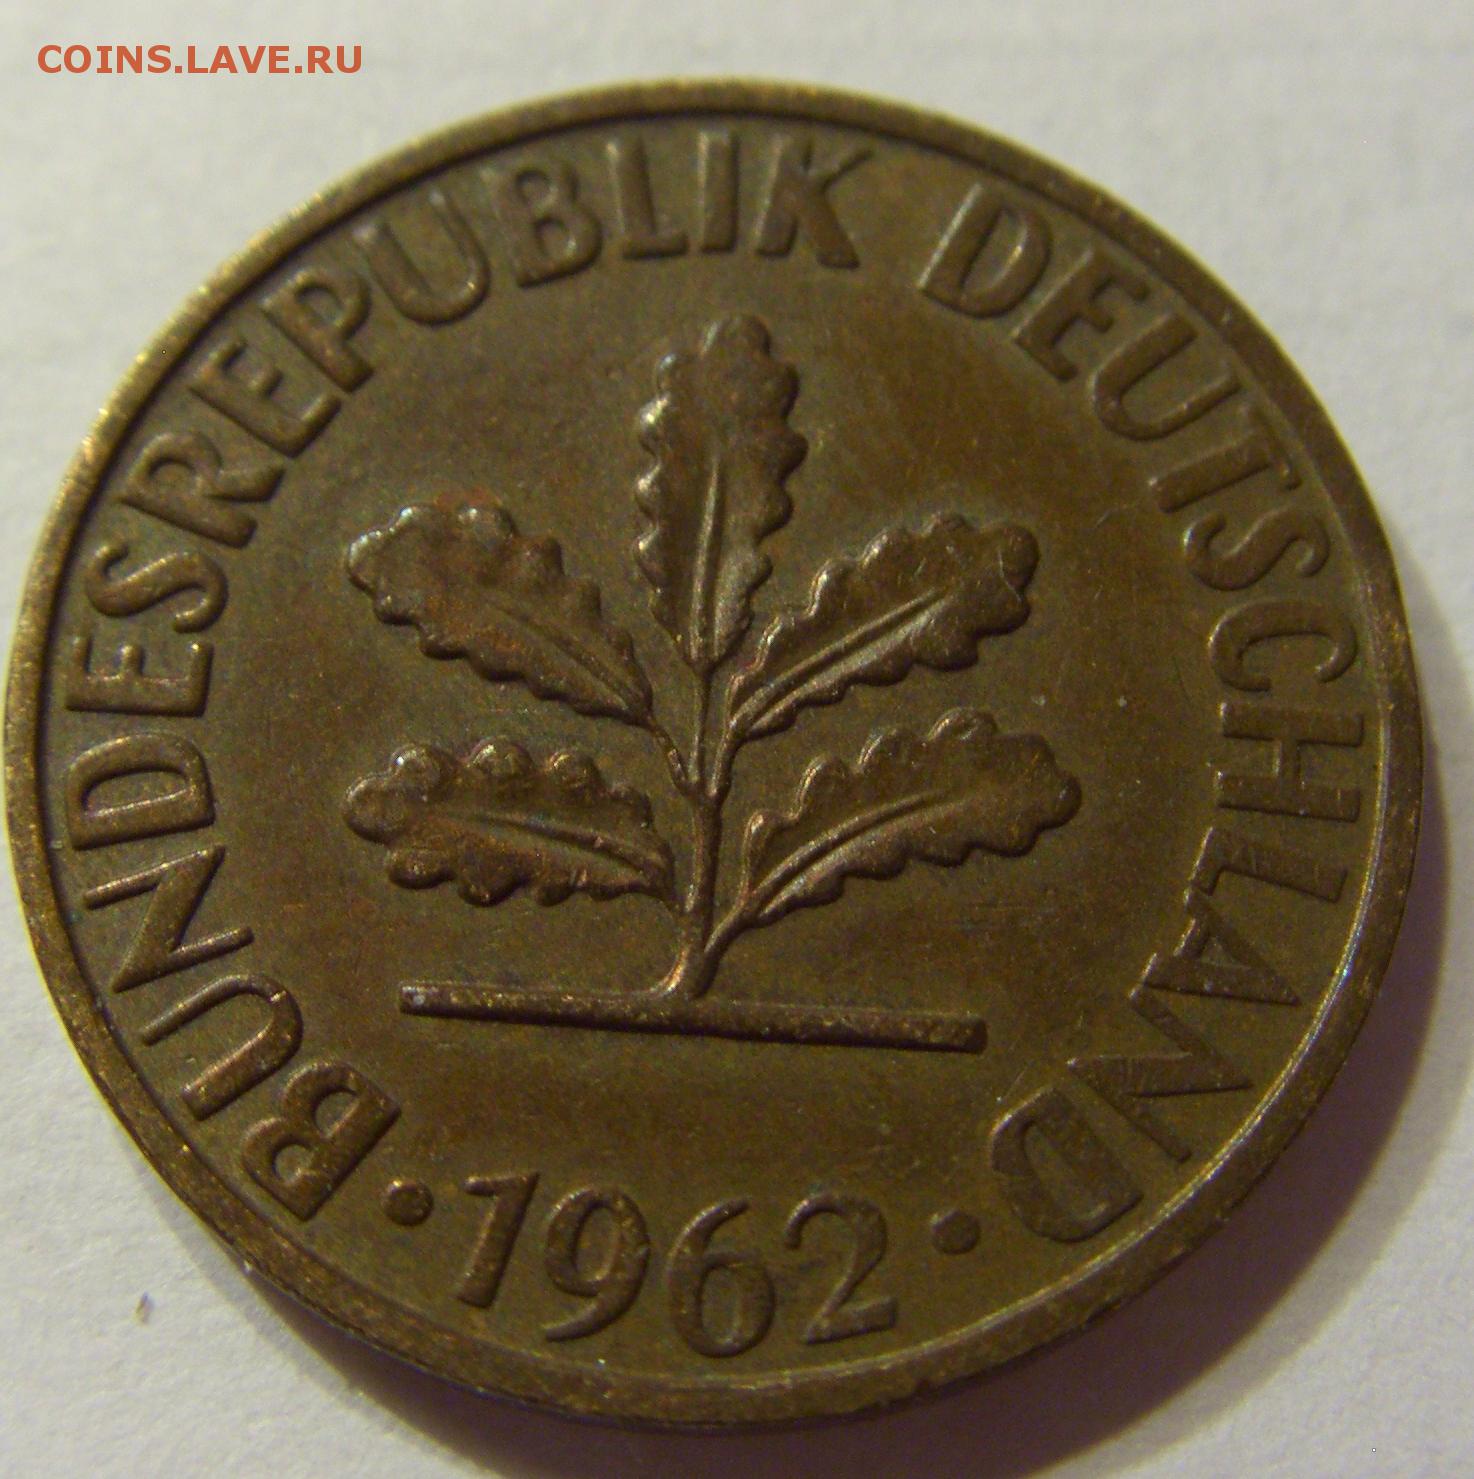 COINS.LAVE.RU
BUNDESREPUBLIK DEUTSCHLAND
· 1962 ·